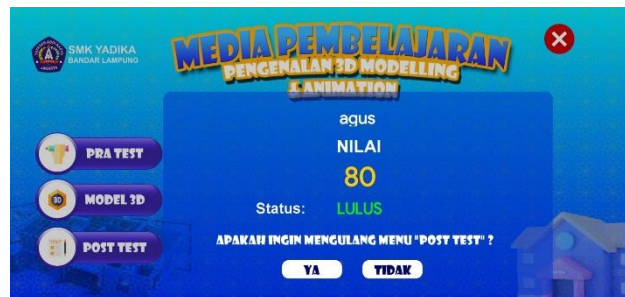 SMK YADIKA
BANDAR LAMPUNG
MEDIA PEMBELAJARAN
PENGENALAN 3D MODELLING
& ANIMATION
agus
NILAI
80
Status: LULUS
APAKAH INGIN MENGULANG MENU "POST TEST" ?
YA
TIDAK
PRA TEST
MODEL 3D
POST TEST